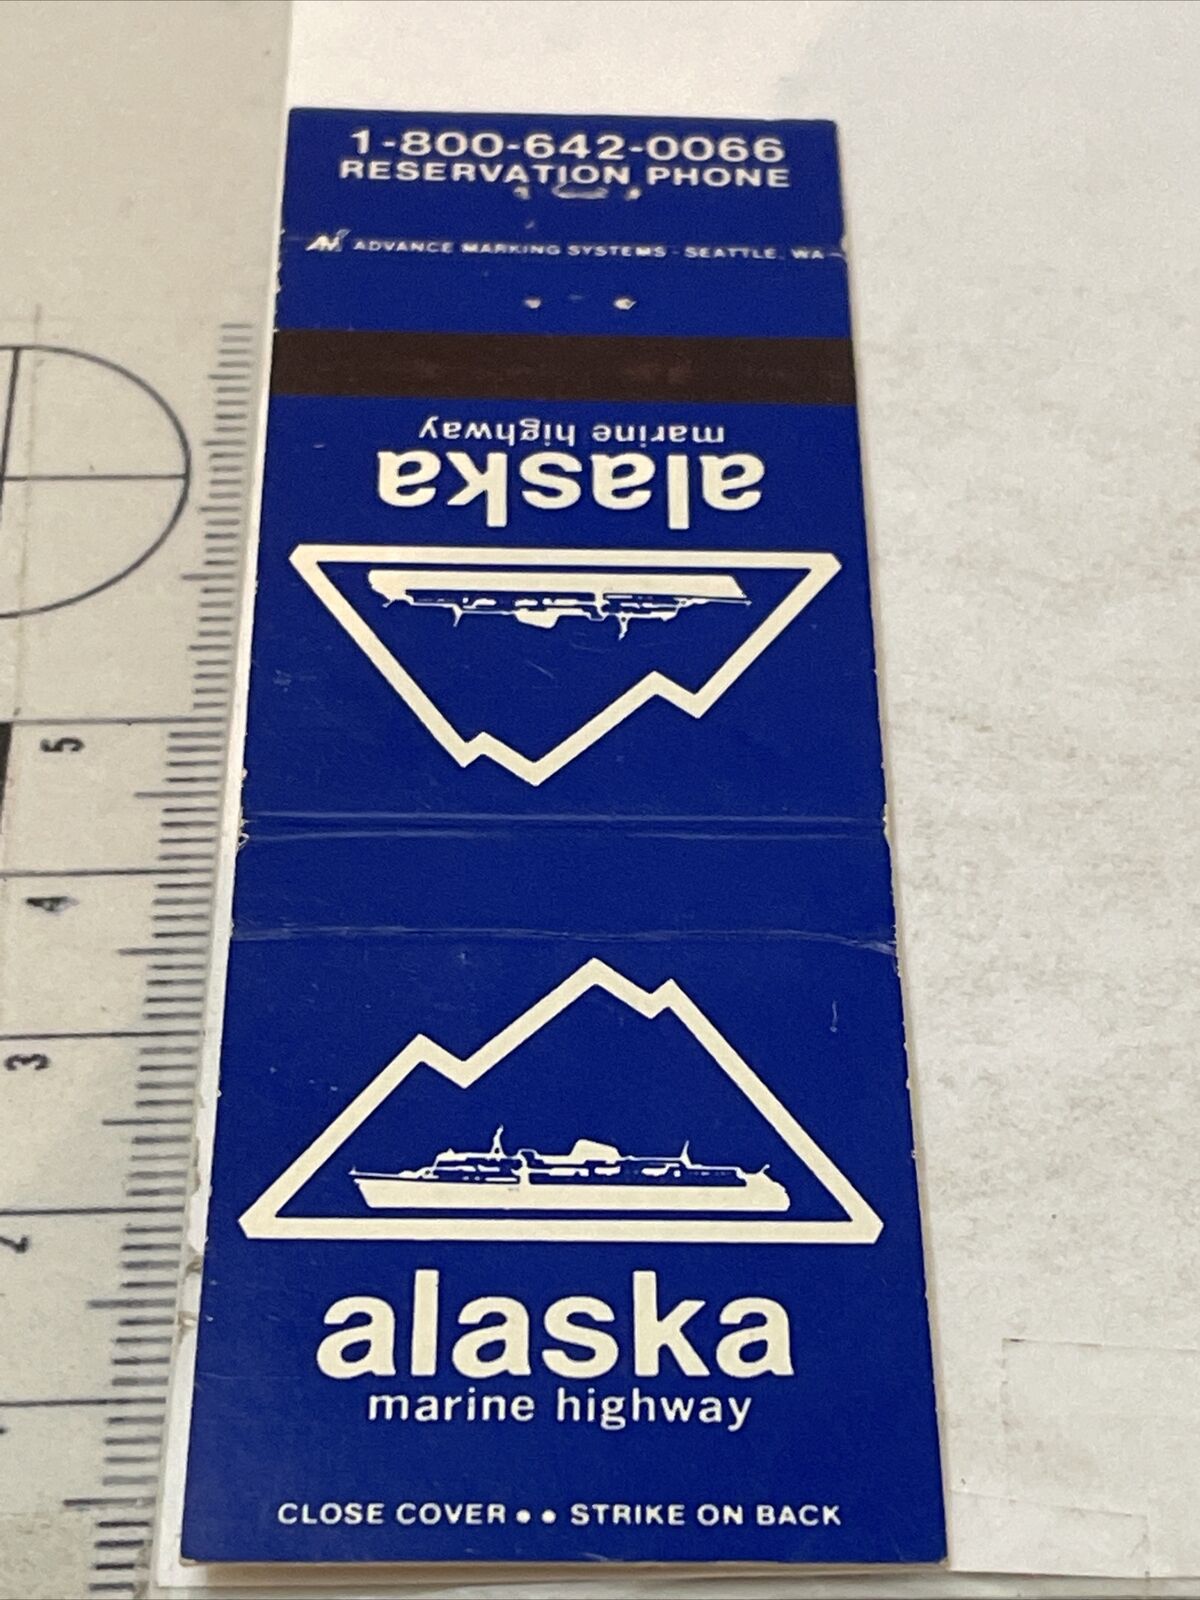 1-800-642-0066
RESERVATION PHONE
ADVANCE MARKING SYSTEMS - SEATTLE, WA
alaska
marine highway
alaska
marine highway
CLOSE COVER •• STRIKE ON BACK
5
4
3
2